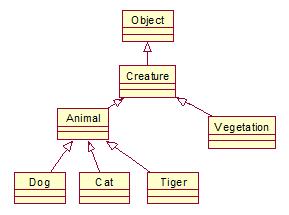 Object
Creature
Animal
Vegetation
Dog
Cat
Tiger